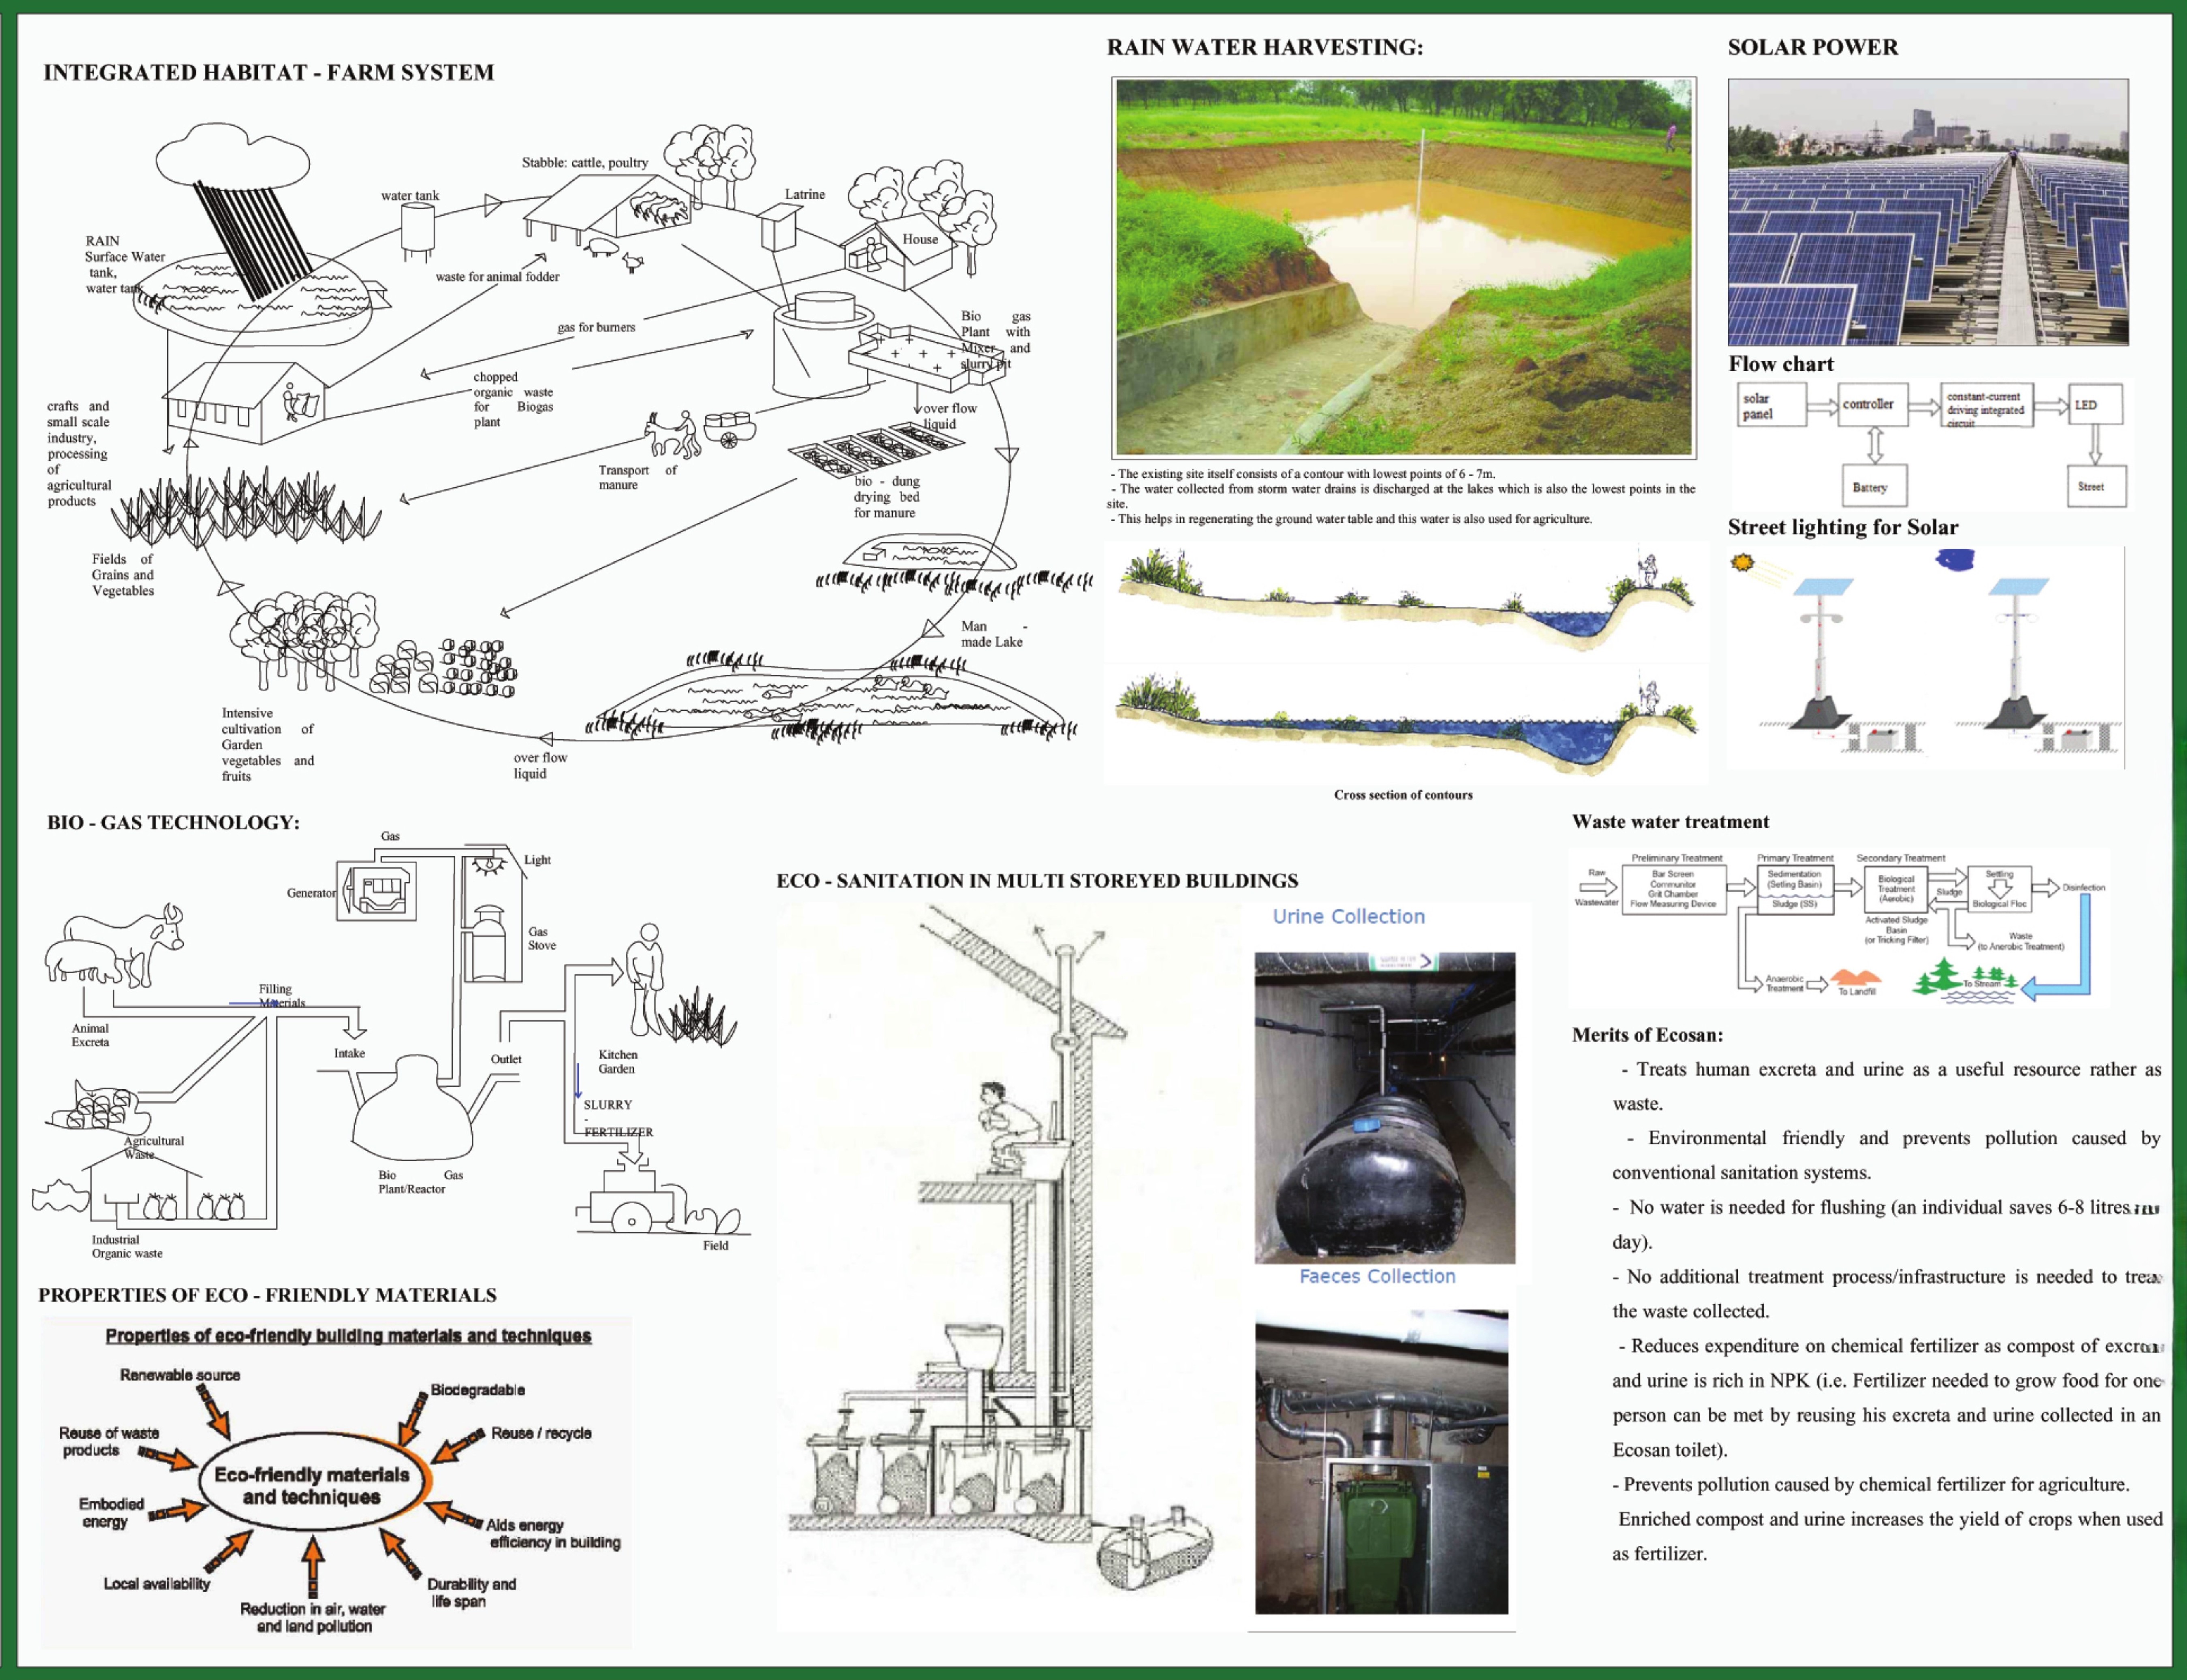 INTEGRATED HABITAT - FARM SYSTEM
Stabble: cattle, poultry
water tank
Latrine
House
RAIN
Surface Water
tank,
water tank
waste for animal fodder
gas for burners
Bio gas
Plant with
Mixer and
slurry pit
chopped
organic waste
for Biogas
plant
over flow
liquid
crafts and
small scale
industry,
processing
of
agricultural
products
Transport of
manure
bio - dung
drying bed
for manure
Fields of
Grains and
Vegetables
Man -
made Lake
Intensive
cultivation of
Garden
vegetables and
fruits
over flow
liquid
RAIN WATER HARVESTING:
- The existing site itself consists of a contour with lowest points of 6 - 7m.
- The water collected from storm water drains is discharged at the lakes which is also the lowest points in the
site.
- This helps in regenerating the ground water table and this water is also used for agriculture.
Cross section of contours
SOLAR POWER
Flow chart
solar
panel
controller
constant-current
driving integrated
circuit
LED
Battery
Street
Street lighting for Solar
BIO - GAS TECHNOLOGY:
Gas
Light
Generator
Gas
Stove
Filling
Materials
Animal
Excreta
Intake
Outlet
Kitchen
Garden
SLURRY
-
FERTILIZER
Agricultural
Waste
Bio Gas
Plant/Reactor
Industrial
Organic waste
Field
PROPERTIES OF ECO - FRIENDLY MATERIALS
Properties of eco-friendly building materials and techniques
Renewable source
Biodegradable
Reuse of waste
products
Reuse / recycle
Eco-friendly materials
and techniques
Embodied
energy
Aids energy
efficiency in building
Local availability
Durability and
life span
Reduction in air, water
and land pollution
ECO - SANITATION IN MULTI STOREYED BUILDINGS
Urine Collection
Faeces Collection
Waste water treatment
Preliminary Treatment
Primary Treatment
Secondary Treatment
Raw
Wastewater
Bar Screen
Communitor
Grit Chamber
Flow Measuring Device
Sedimentation
(Setling Basin)
Sludge (SS)
Biological
Treatment
(Aerobic)
Sludge
Settling
Biological Floc
Disinfection
Activated Sludge
Basin
(or Tricking Filter)
Waste
(to Anerobic Treatment)
Anaerobic
Treatment
To Landfill
To Stream
Merits of Ecosan:
- Treats human excreta and urine as a useful resource rather as
waste.
- Environmental friendly and prevents pollution caused by
conventional sanitation systems.
- No water is needed for flushing (an individual saves 6-8 litres
day).
- No additional treatment process/infrastructure is needed to treat
the waste collected.
- Reduces expenditure on chemical fertilizer as compost of
and urine is rich in NPK (i.e. Fertilizer needed to grow food for one
person can be met by reusing his excreta and urine collected in an
Ecosan toilet).
- Prevents pollution caused by chemical fertilizer for agriculture.
Enriched compost and urine increases the yield of crops when used
as fertilizer.